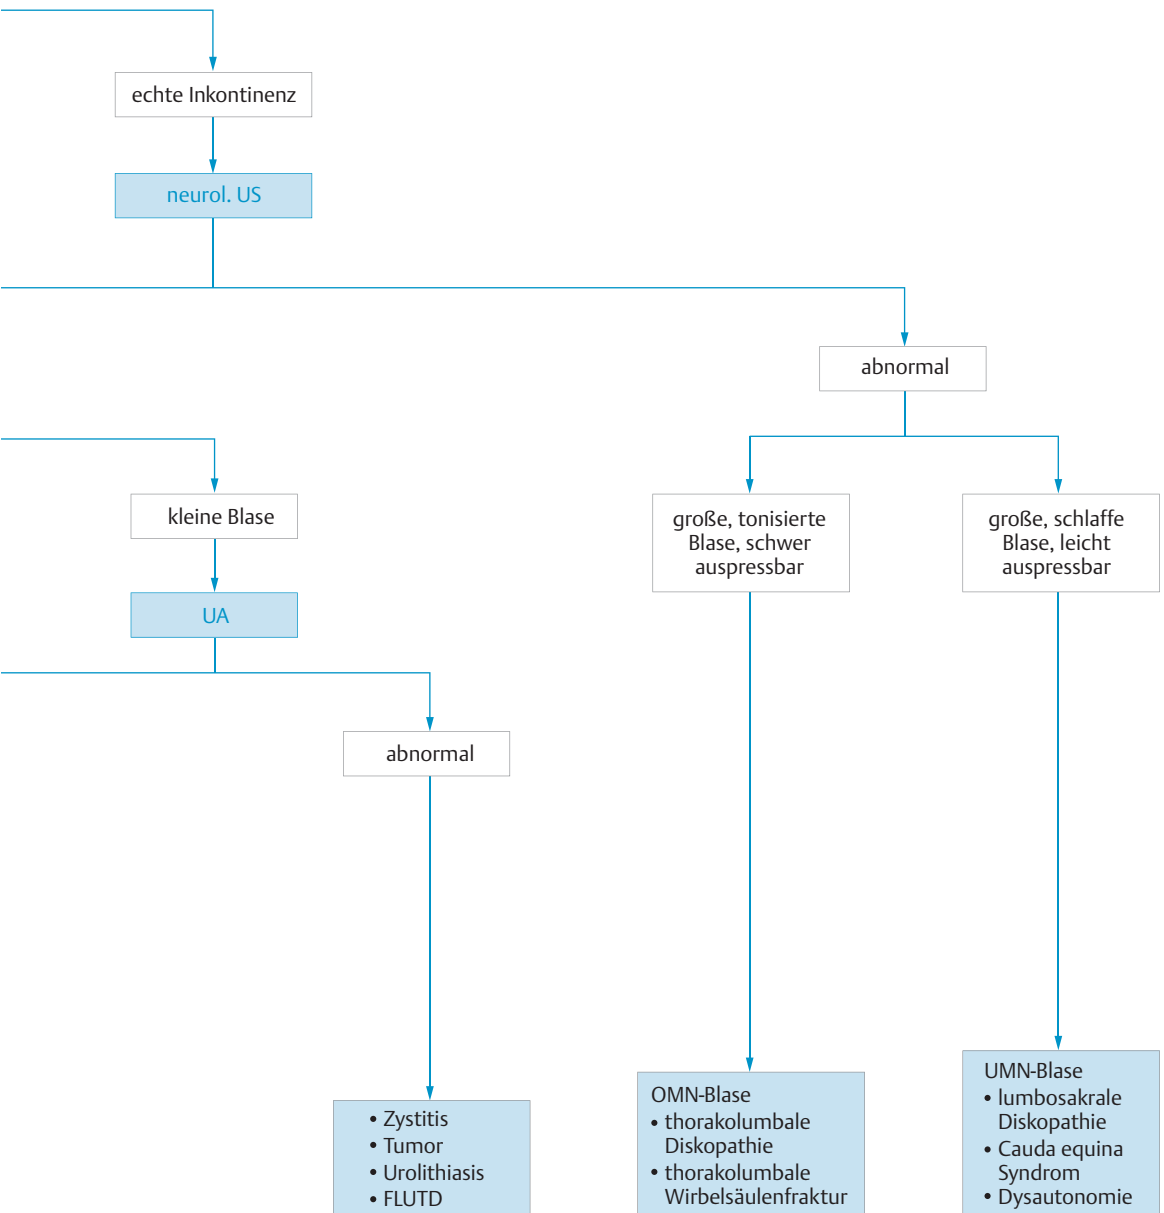 echte Inkontinenz
neurol. US
abnormal
kleine Blase
große, tonisierte
Blase, schwer
auspressbar
große, schlaffe
Blase, leicht
auspressbar
UA
abnormal
• Zystitis
• Tumor
• Urolithiasis
• FLUTD
OMN-Blase
• thorakolumbale
Diskopathie
• thorakolumbale
Wirbelsäulenfraktur
UMN-Blase
• lumbosakrale
Diskopathie
• Cauda equina
Syndrom
• Dysautonomie